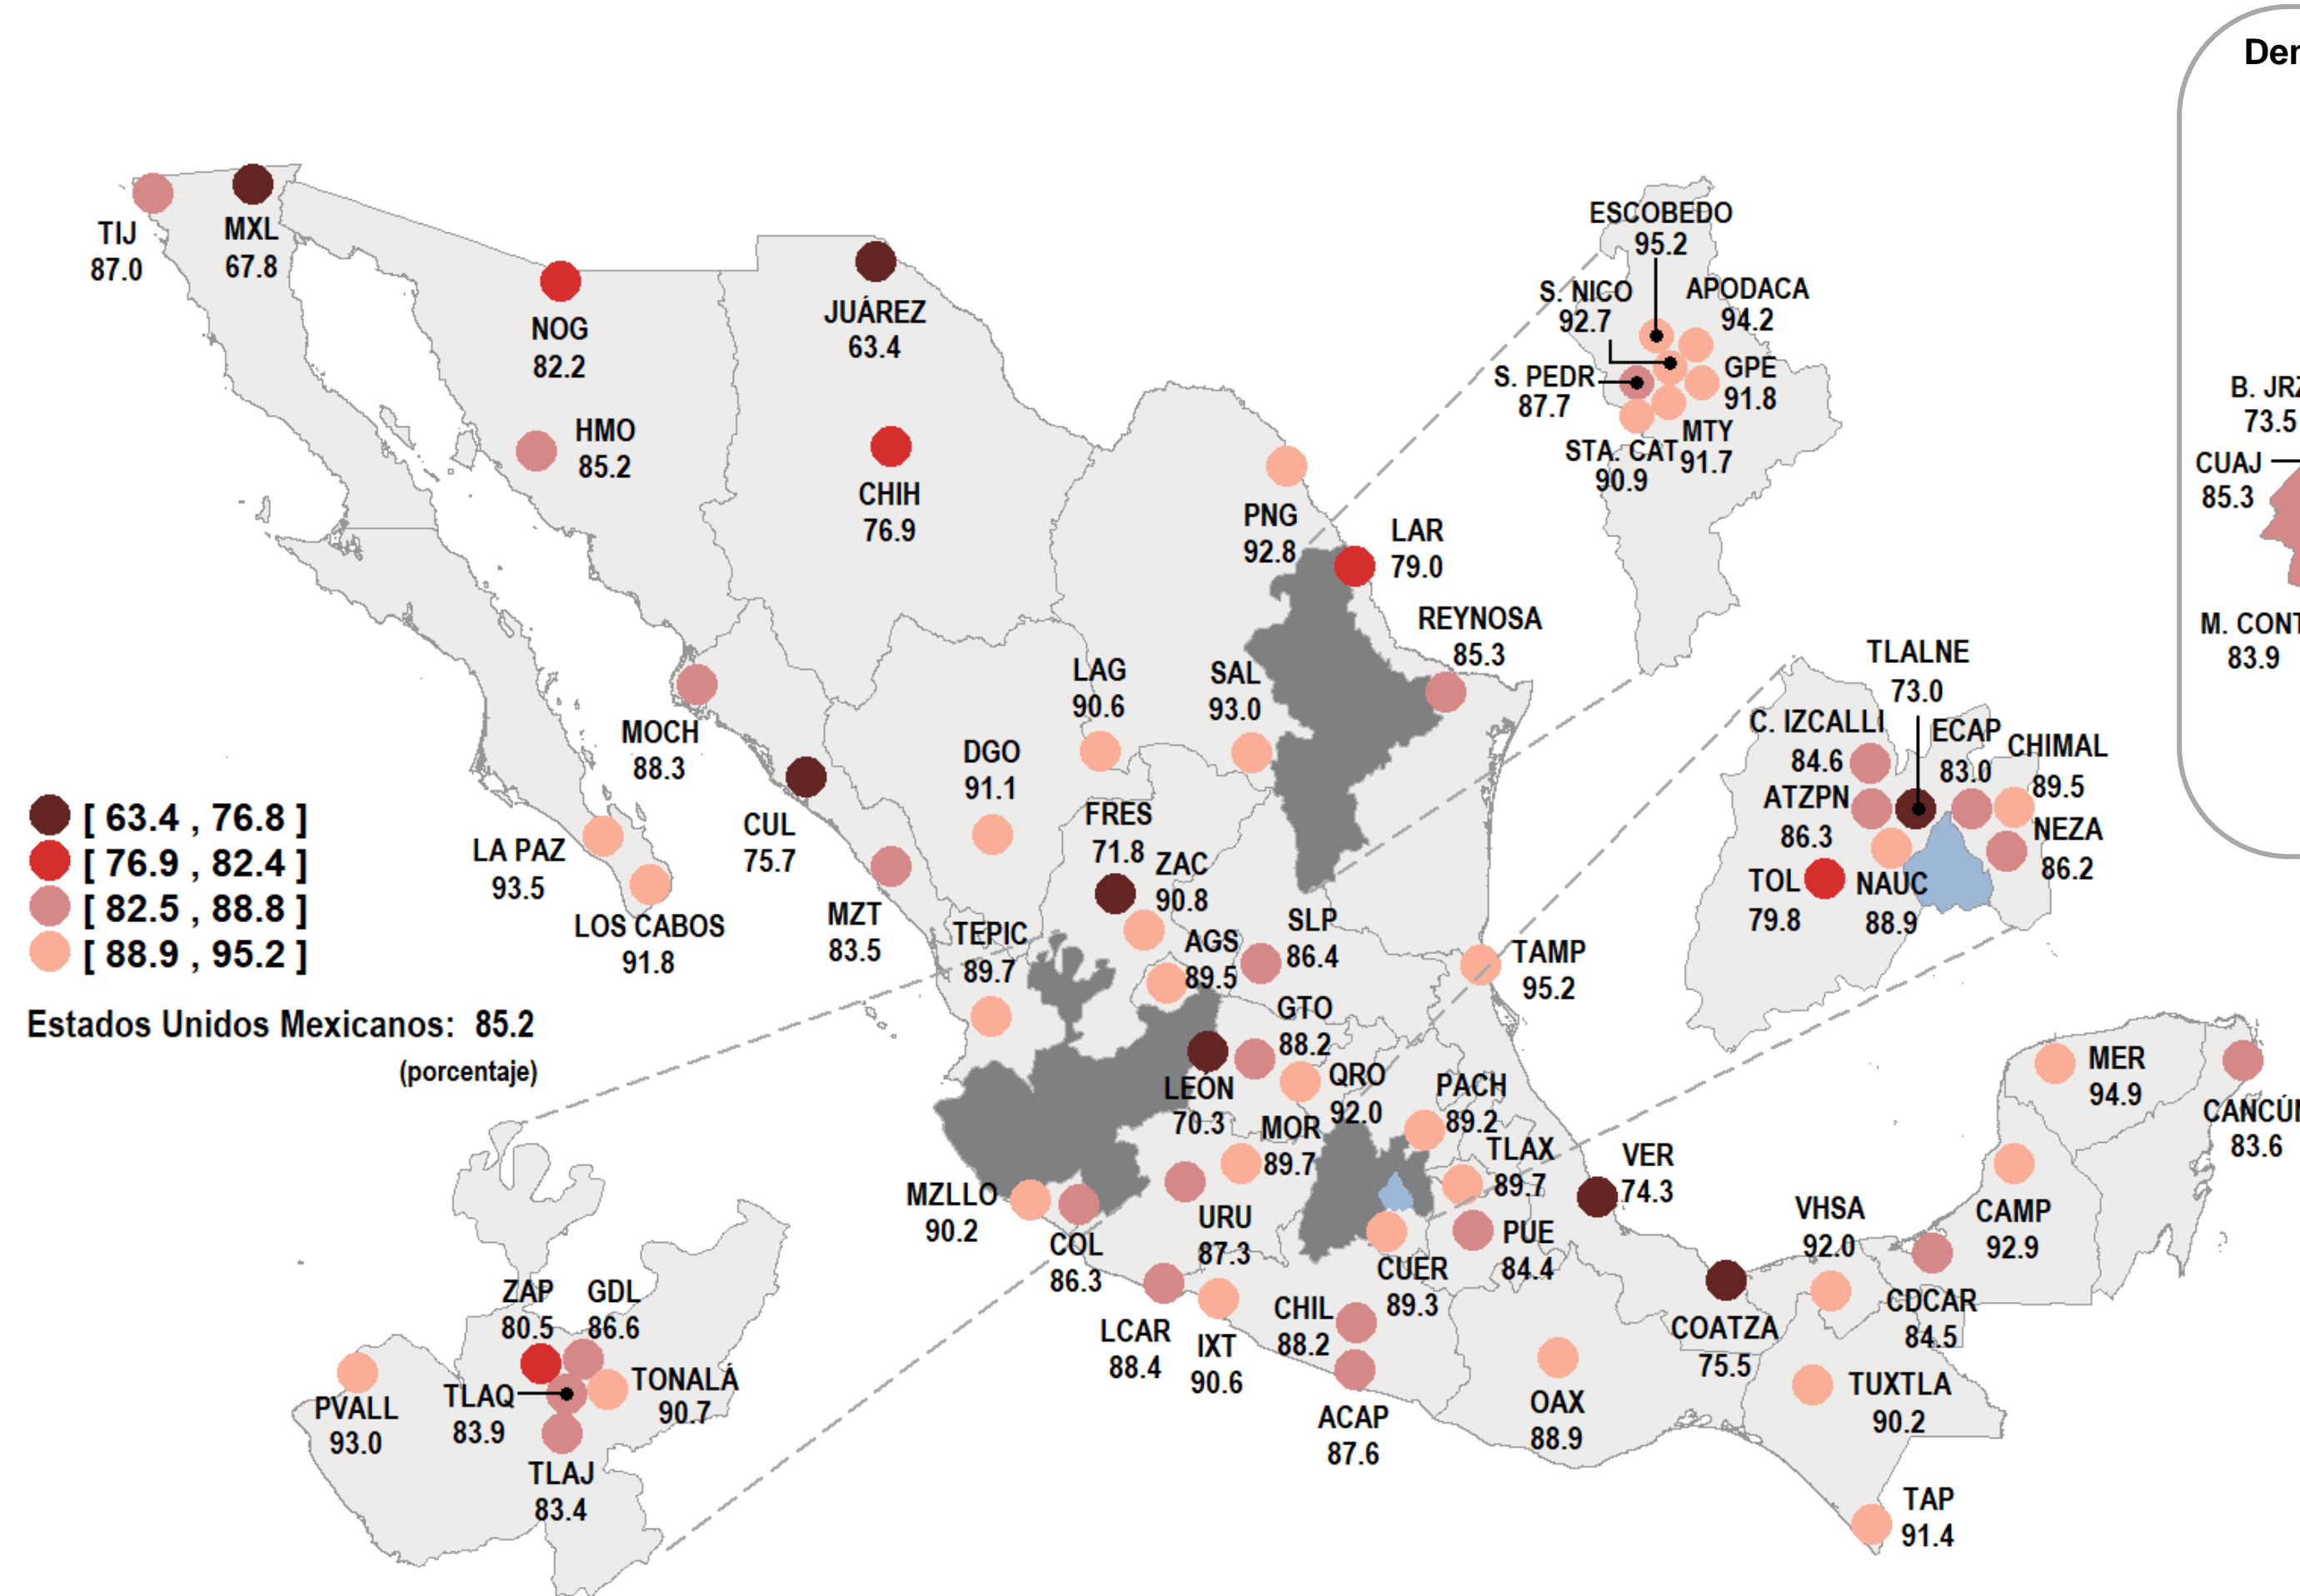 Der
TIJ
87.0
MXL
67.8
NOG
82.2
HMO
85.2
JUÁREZ
63.4
CHIH
76.9
PNG
92.8
LAR
79.0
REYNOSA
85.3
ESCOBEDO
95.2
S. NICO
92.7
APODACA
94.2
S. PEDR
87.7
GPE
91.8
STA. CAT
90.9
MTY
91.7
B. JRZ
73.5
CUAJ
85.3
M. CONT
83.9
LAG
90.6
SAL
93.0
MOCH
88.3
CUL
75.7
DGO
91.1
MZT
83.5
LA PAZ
93.5
LOS CABOS
91.8
FRES
71.8
ZAC
90.8
TEPIC
89.7
AGS
89.5
SLP
86.4
TAMP
95.2
TLALNE
73.0
C. IZCALLI
84.6
ECAP
83.0
CHIMAL
89.5
ATZPN
86.3
NEZA
86.2
TOL
79.8
NAUC
88.9
[ 63.4 , 76.8 ]
[ 76.9 , 82.4 ]
[ 82.5 , 88.8 ]
[ 88.9 , 95.2 ]
Estados Unidos Mexicanos: 85.2
(porcentaje)
GTO
88.2
LEÓN
70.3
QRO
92.0
PACH
89.2
MOR
89.7
TLAX
89.7
VER
74.3
MZLLO
90.2
COL
86.3
URU
87.3
CUER
89.3
PUE
84.4
LCAR
88.4
IXT
90.6
CHIL
88.2
ACAP
87.6
OAX
88.9
COATZA
75.5
VHSA
92.0
CDCAR
84.5
CAMP
92.9
MER
94.9
CANCÚN
83.6
TUXTLA
90.2
TAP
91.4
ZAP
80.5
GDL
86.6
PVALL
93.0
TLAQ
83.9
TONALÁ
90.7
TLAJ
83.4